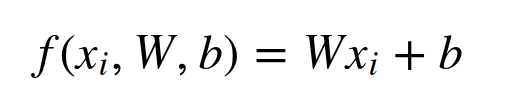 f(xᵢ, W, b) = Wxᵢ + b